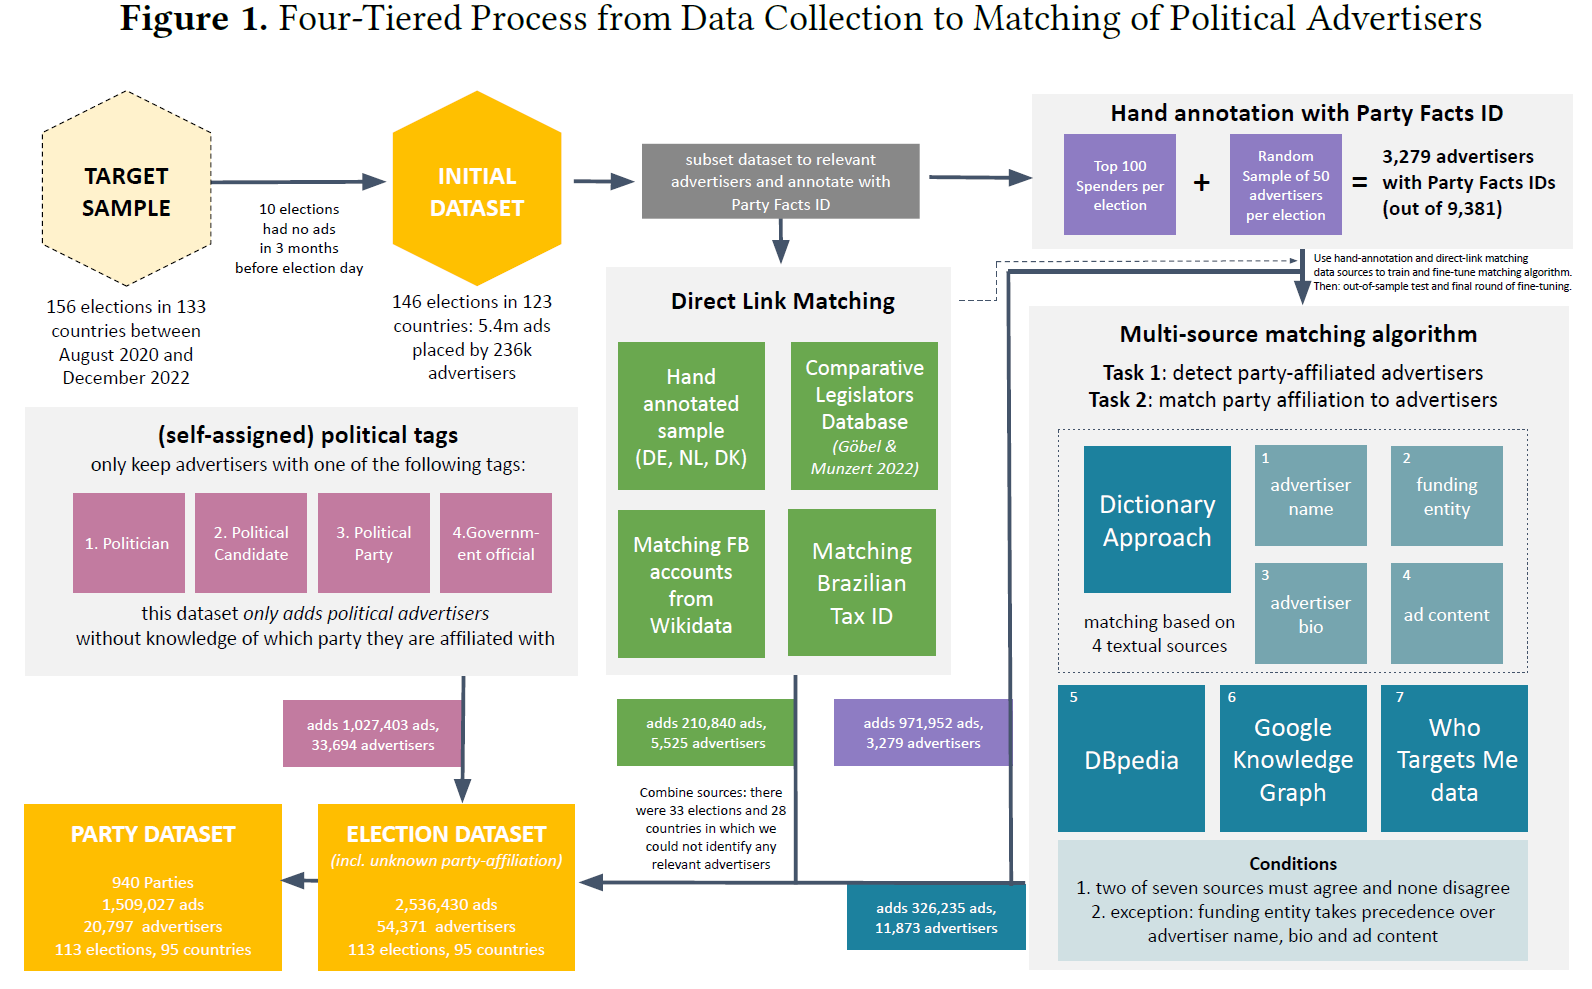 Figure 1. Four-Tiered Process from Data Collection to Matching of Political Advertisers
TARGET
SAMPLE
10 elections
had no ads
in 3 months
before election day
156 elections in 133
countries between
August 2020 and
December 2022
INITIAL
DATASET
146 elections in 123
countries: 5.4m ads
placed by 236k
advertisers
subset dataset to relevant
advertisers and annotate with
Party Facts ID
Hand annotation with Party Facts ID
Top 100
Spenders per
election
+
Random
Sample of 50
advertisers
per election
=
3,279 advertisers
with Party Facts IDs
(out of 9,381)
Use hand-annotation and direct-link matching
data sources to train and fine-tune matching algorithm.
Then: out-of-sample test and final round of fine-tuning.
(self-assigned) political tags
only keep advertisers with one of the following tags:
1. Politician
2. Political
Candidate
3. Political
Party
4.Governm-
ent official
this dataset only adds political advertisers
without knowledge of which party they are affiliated with
Direct Link Matching
Hand
annotated
sample
(DE, NL, DK)
Comparative
Legislators
Database
(Göbel &
Munzert 2022)
Matching FB
accounts
from
Wikidata
Matching
Brazilian
Tax ID
Multi-source matching algorithm
Task 1: detect party-affiliated advertisers
Task 2: match party affiliation to advertisers
Dictionary
Approach
matching based on
4 textual sources
1
advertiser
name
2
funding
entity
3
advertiser
bio
4
ad content
5
DBpedia
6
Google
Knowledge
Graph
7
Who
Targets Me
data
Conditions
1. two of seven sources must agree and none disagree
2. exception: funding entity takes precedence over
advertiser name, bio and ad content
adds 1,027,403 ads,
33,694 advertisers
adds 210,840 ads,
5,525 advertisers
adds 971,952 ads,
3,279 advertisers
Combine sources: there
were 33 elections and 28
countries in which we
could not identify any
relevant advertisers
adds 326,235 ads,
11,873 advertisers
PARTY DATASET
940 Parties
1,509,027 ads
20,797 advertisers
113 elections, 95 countries
ELECTION DATASET
(incl. unknown party-affiliation)
2,536,430 ads
54,371 advertisers
113 elections, 95 countries